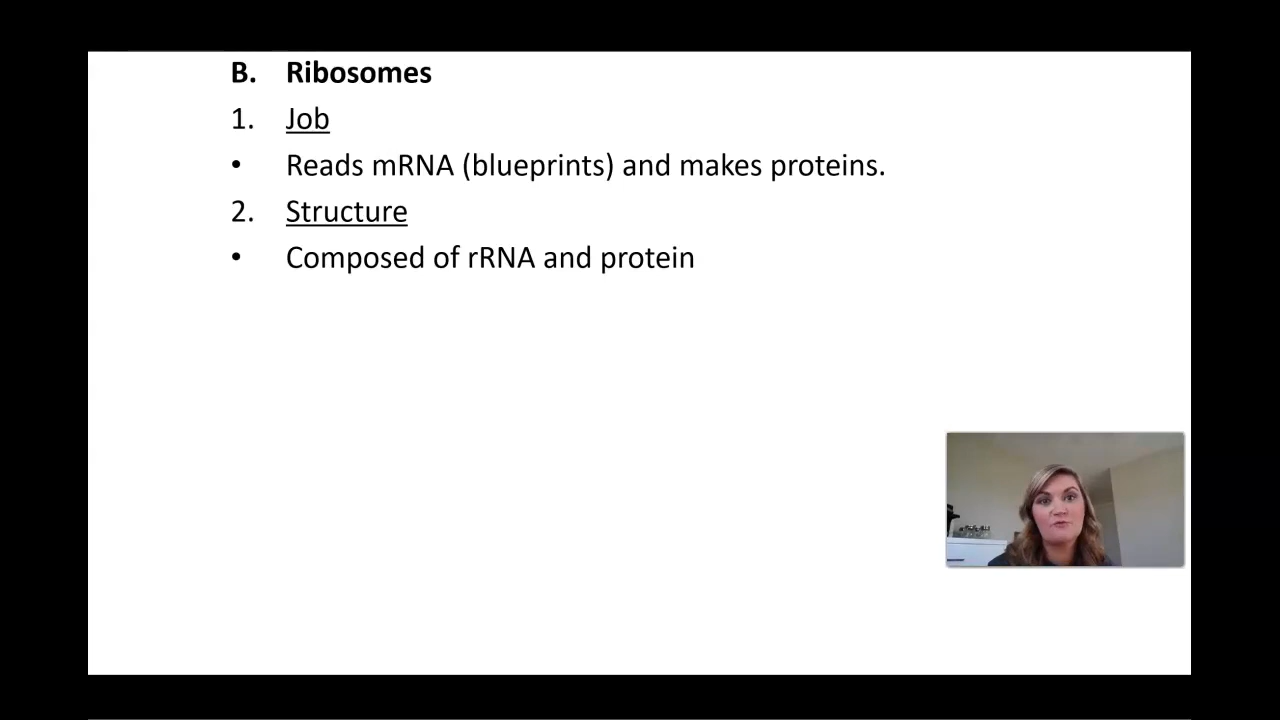 B. Ribosomes
1. Job
• Reads mRNA (blueprints) and makes proteins.
2. Structure
• Composed of rRNA and protein